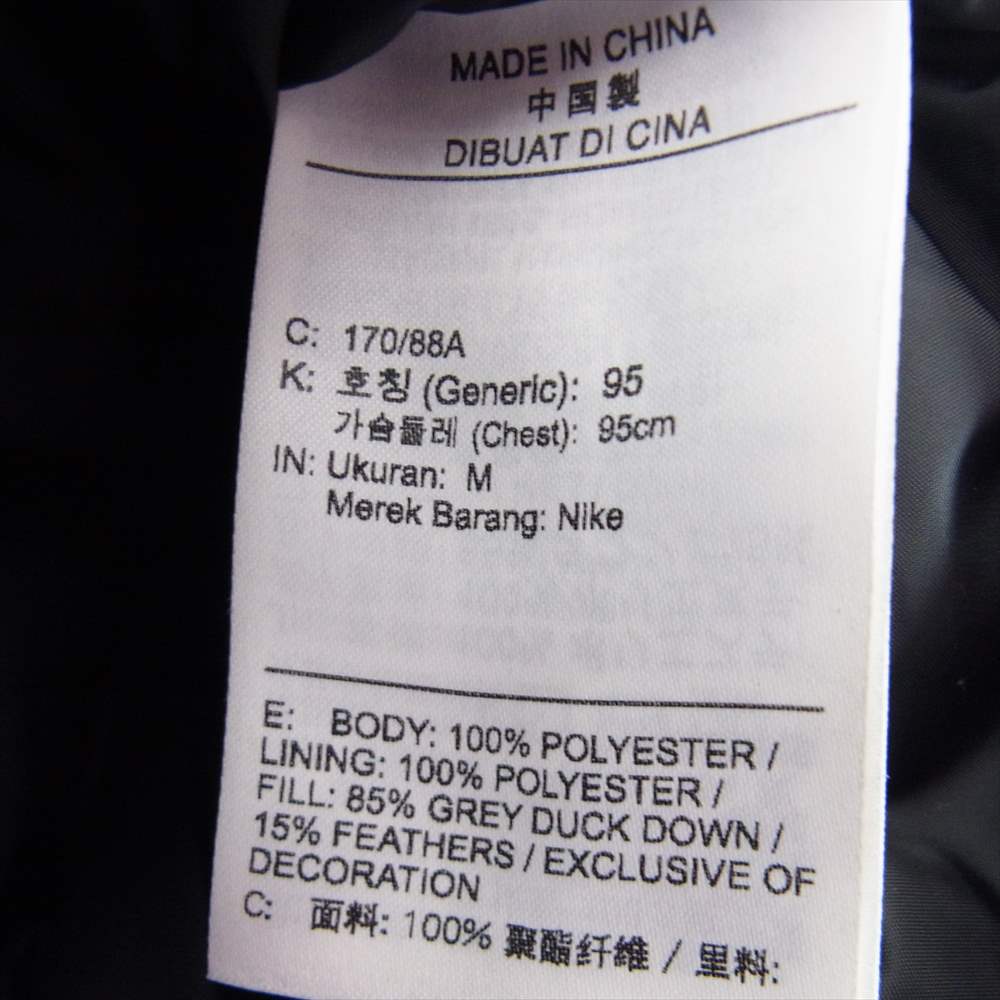 MADE IN CHINA
中国製
DIBUAT DI CINA
C: 170/88A
K: 호칭 (Generic): 95
가슴둘레 (Chest): 95cm
IN: Ukuran: M
Merek Barang: Nike
E: BODY: 100% POLYESTER /
LINING: 100% POLYESTER /
FILL: 85% GREY DUCK DOWN /
15% FEATHERS / EXCLUSIVE OF
DECORATION
C: 面料: 100% 聚酯纤维 / 里料: